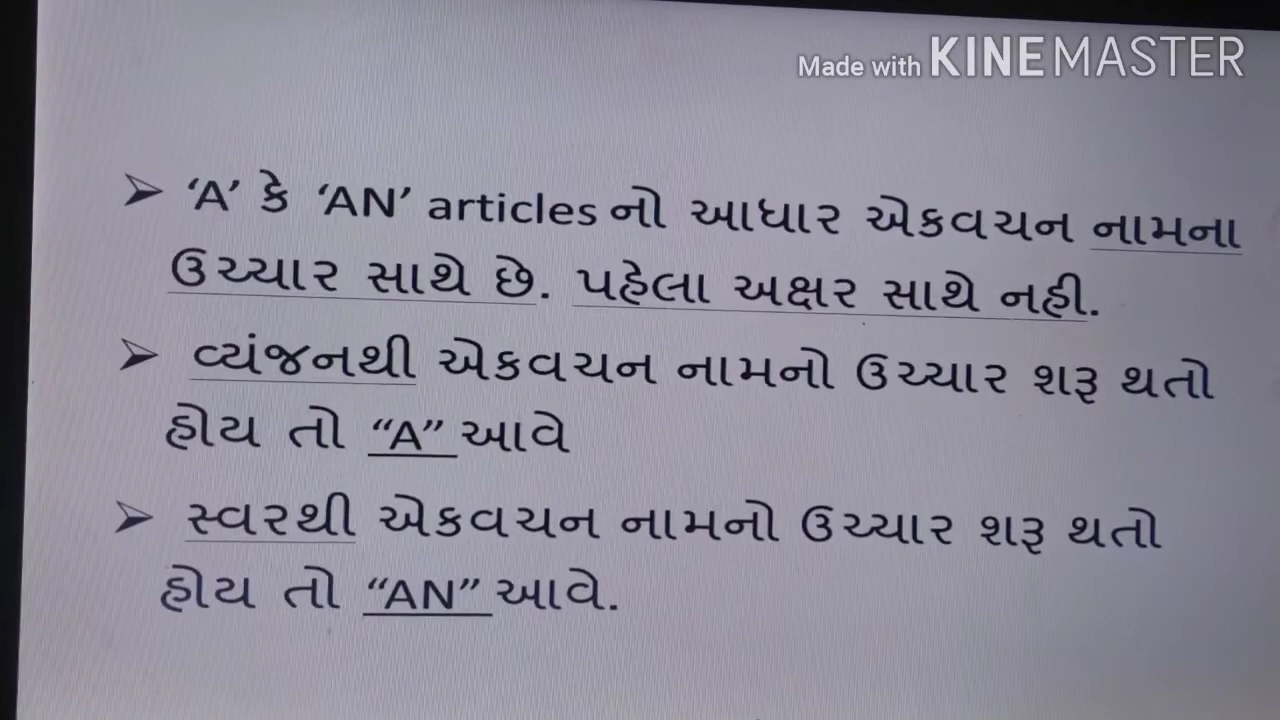 Made with KINEMASTER
➢ ‘A’ કે ‘AN’ articles નો આધાર એકવચન નામના
ઉચ્ચાર સાથે છે. પહેલા અક્ષર સાથે નહી.
➢ વ્યંજનથી એકવચન નામનો ઉચ્ચાર શરૂ થતો
હોય તો “A” આવે
➢ સ્વરથી એકવચન નામનો ઉચ્ચાર શરૂ થતો
હોય તો “AN” આવે.